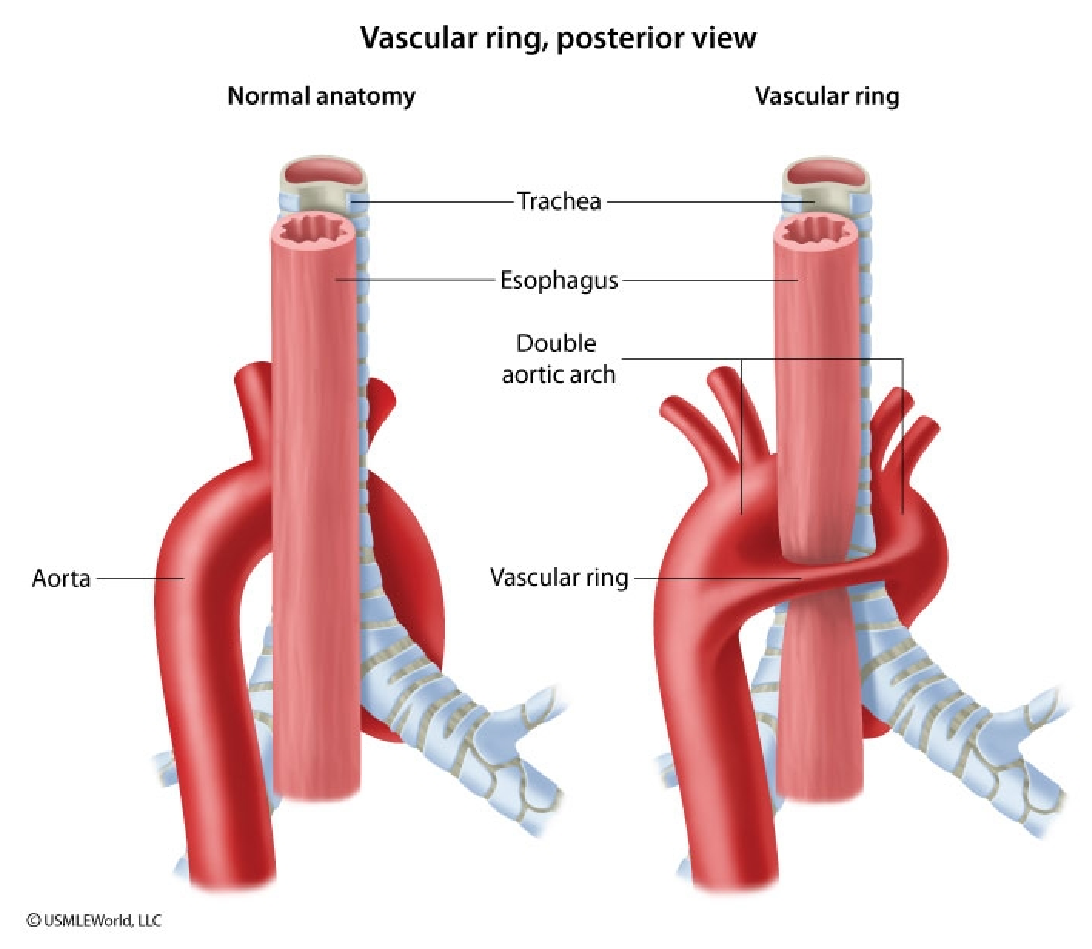 Vascular ring, posterior view
Normal anatomy
Vascular ring
Trachea
Esophagus
Double
aortic arch
Aorta
Vascular ring
© USMLEWorld, LLC